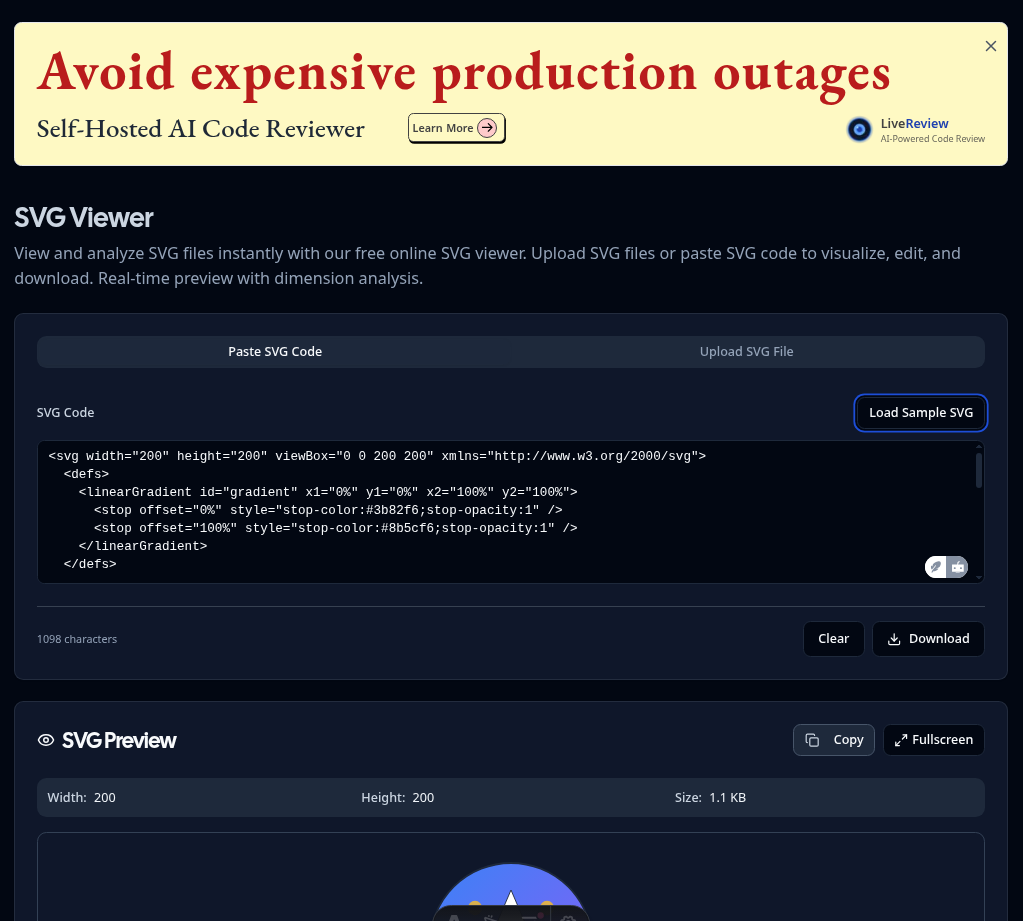 Avoid expensive production outages
Self-Hosted AI Code Reviewer
Learn More
LiveReview
AI-Powered Code Review
SVG Viewer
View and analyze SVG files instantly with our free online SVG viewer. Upload SVG files or paste SVG code to visualize, edit, and
download. Real-time preview with dimension analysis.
Paste SVG Code
Upload SVG File
SVG Code
Load Sample SVG
<svg width="200" height="200" viewBox="0 0 200 200" xmlns="http://www.w3.org/2000/svg">
  <defs>
    <linearGradient id="gradient" x1="0%" y1="0%" x2="100%" y2="100%">
      <stop offset="0%" style="stop-color:#3b82f6;stop-opacity:1" />
      <stop offset="100%" style="stop-color:#8b5cf6;stop-opacity:1" />
    </linearGradient>
  </defs>
1098 characters
Clear
Download
SVG Preview
Copy
Fullscreen
Width: 200
Height: 200
Size: 1.1 KB